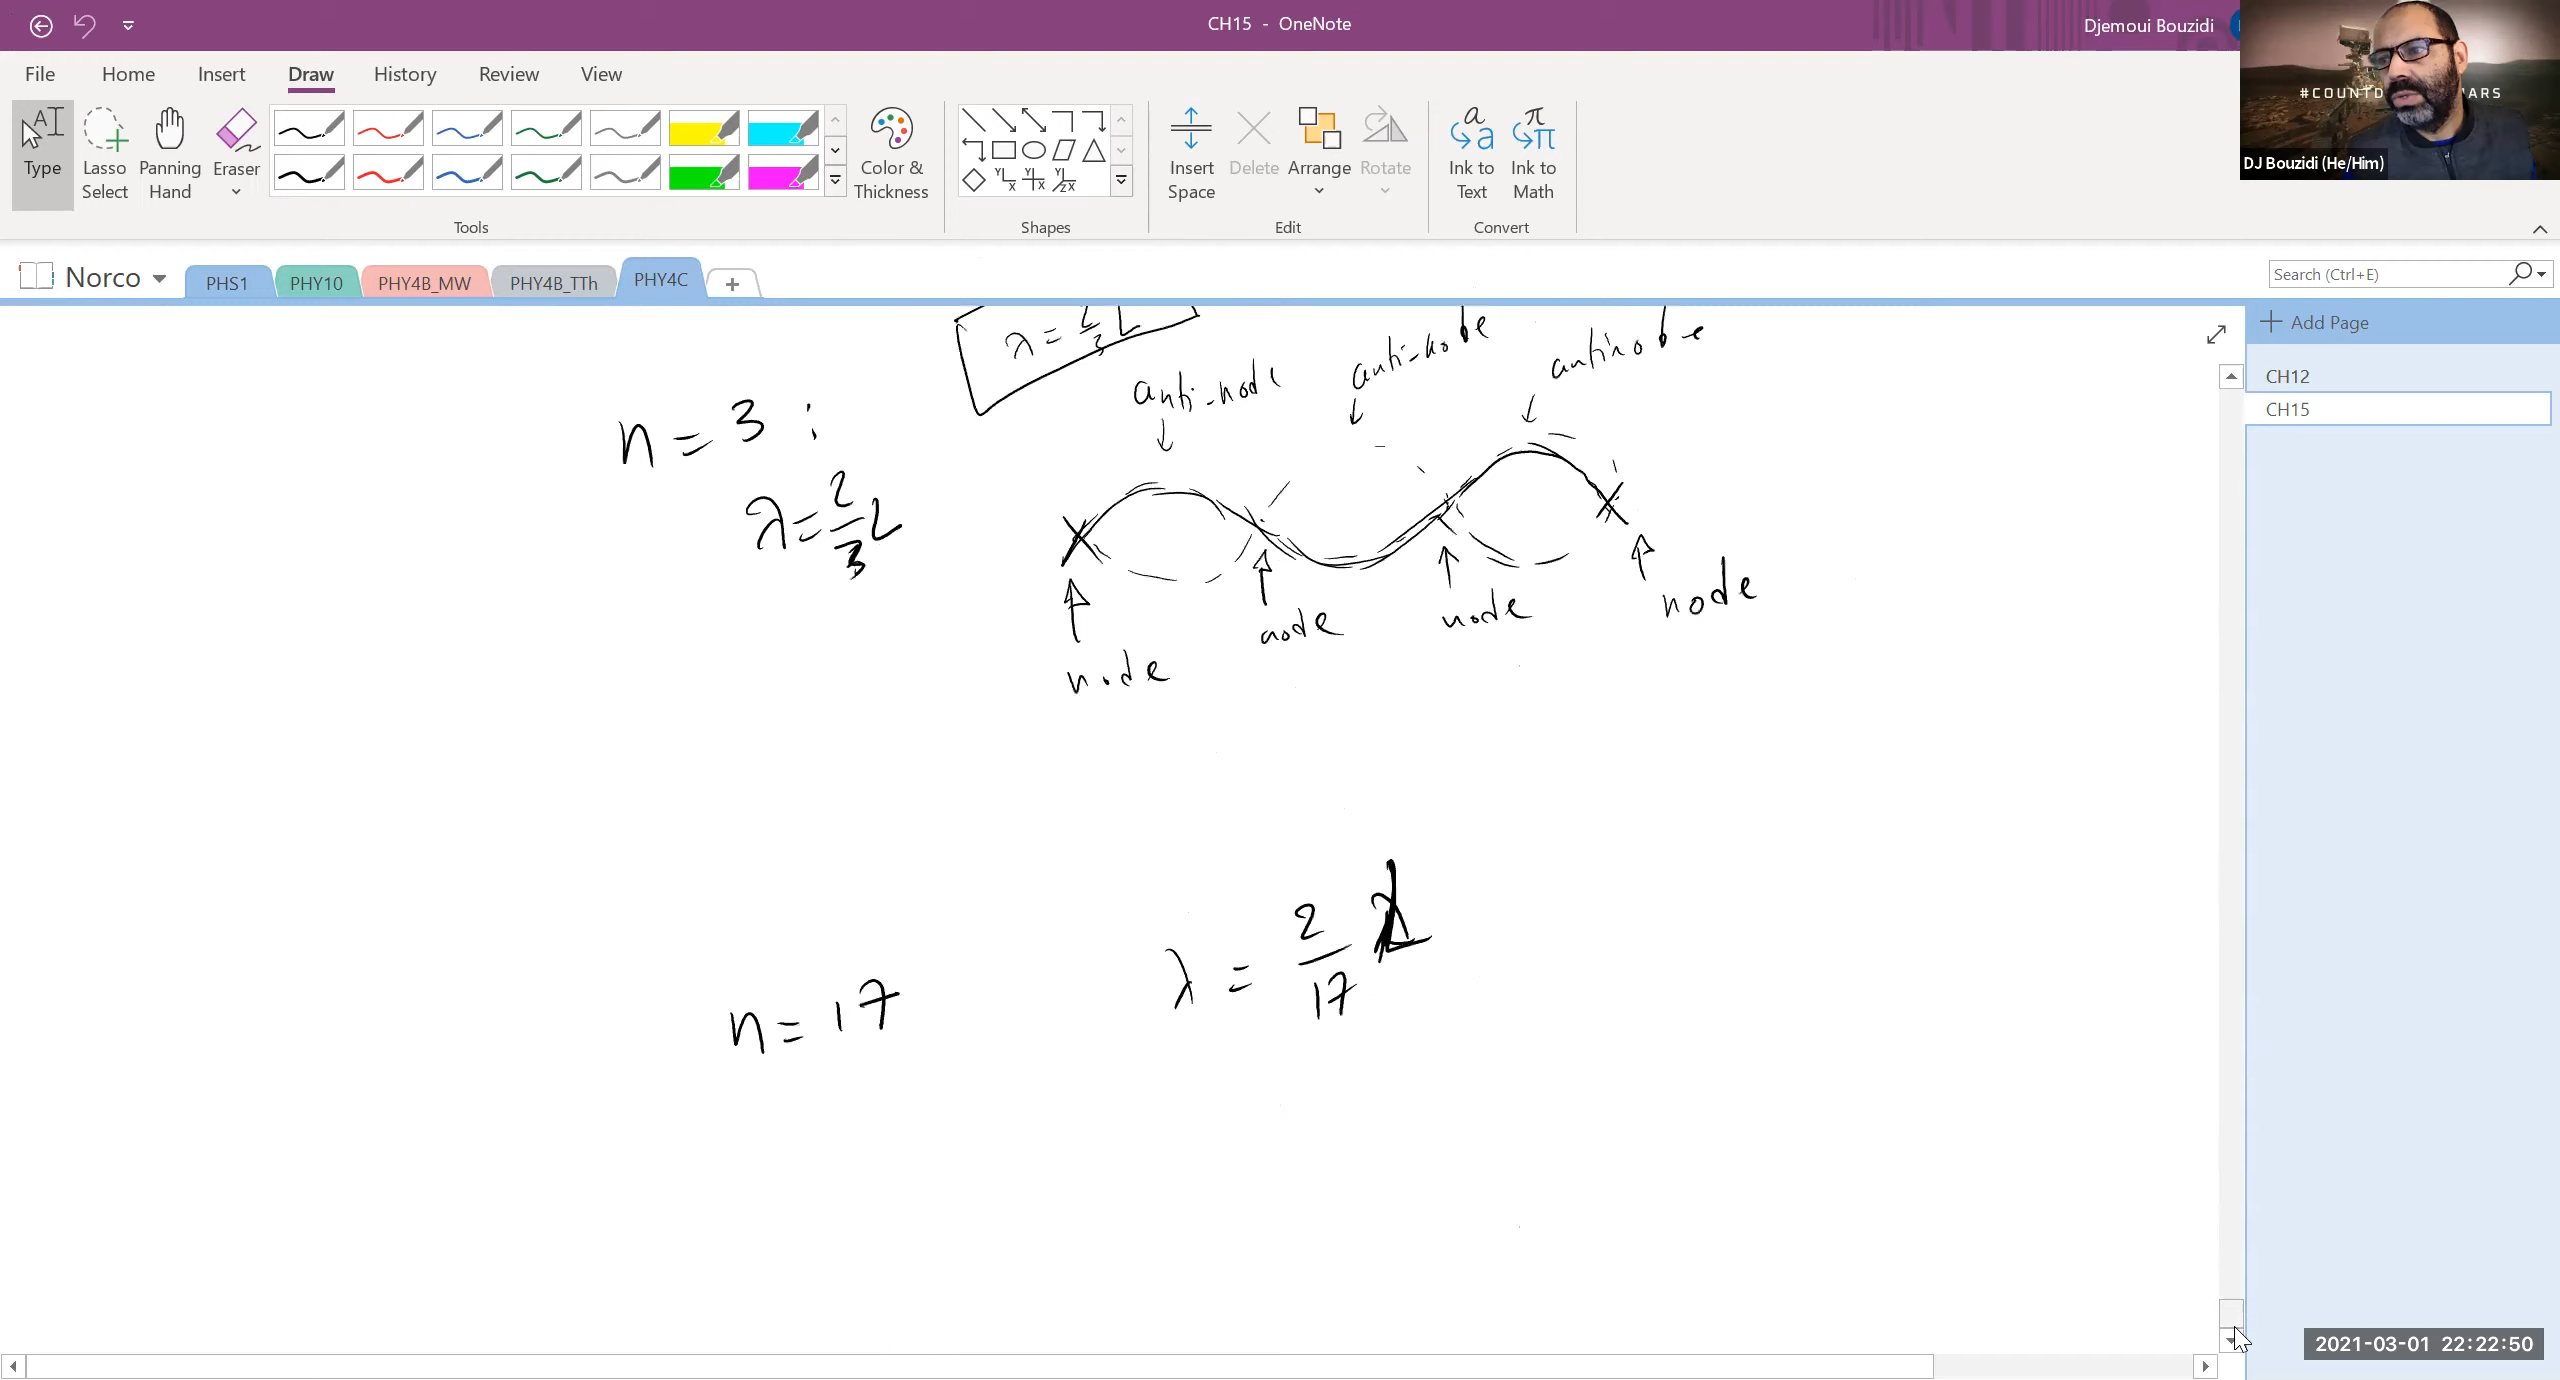 CH15 - OneNote
Djemoui Bouzidi
File Home Insert Draw History Review View
Type
Lasso Select
Panning Hand
Eraser
Color & Thickness
Insert Space
Delete
Arrange
Rotate
Ink to Text
Ink to Math
Tools
Shapes
Edit
Convert
DJ Bouzidi (He/Him)
Norco PHS1 PHY10 PHY4B_MW PHY4B_TTh PHY4C
Search (Ctrl+E)
Add Page
CH12
CH15
λ = 2/3 L
anti-node
anti-node
antinode
n = 3 :
λ = 2/3 L
node
node
node
node
n = 17
λ = 2/17 L
2021-03-01 22:22:50